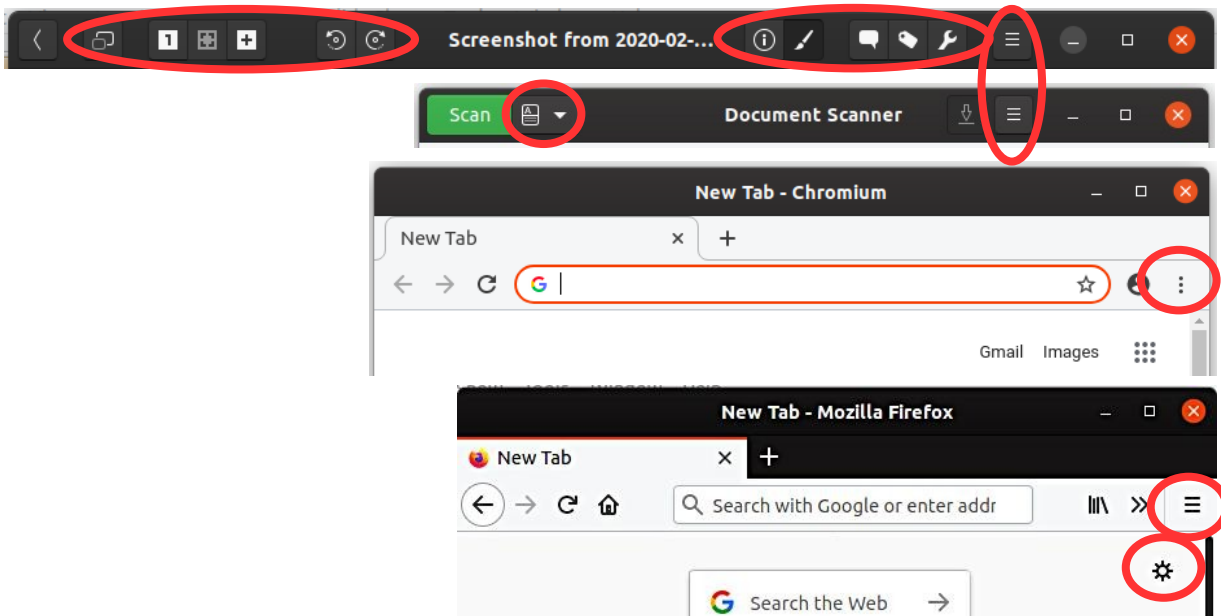 1
Screenshot from 2020-02-...
Scan
Document Scanner
New Tab - Chromium
New Tab
Gmail Images
New Tab - Mozilla Firefox
New Tab
Search with Google or enter addr
Search the Web